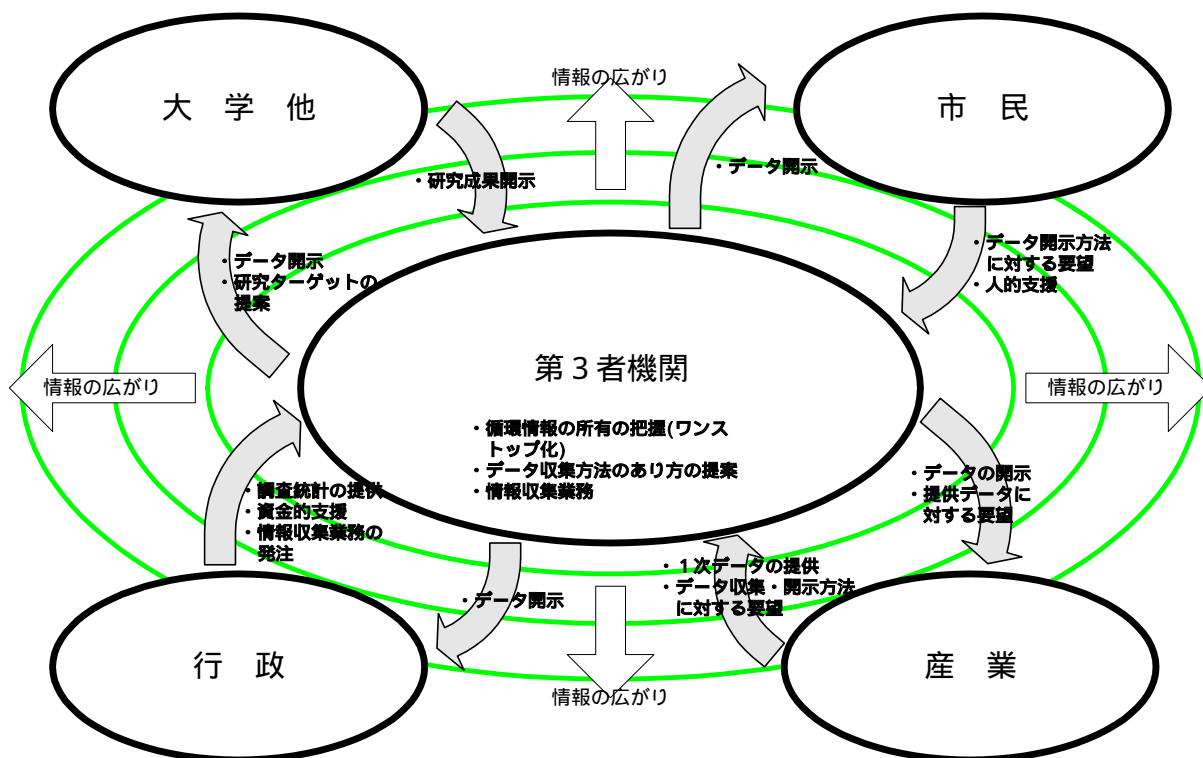 大 学 他
市 民
情報の広がり
・データ開示
・研究成果開示
・データ開示方法
に対する要望
・人的支援
・データ開示
・研究ターゲットの
提案
第３者機関
情報の広がり
情報の広がり
・循環情報の所有の把握(ワンス
トップ化)
・データ収集方法のあり方の提案
・情報収集業務
・データの開示
・提供データに
対する要望
・調査統計の提供
・資金的支援
・情報収集業務の
発注
・１次データの提供
・データ収集・開示方法
に対する要望
・データ開示
行 政
産 業
情報の広がり